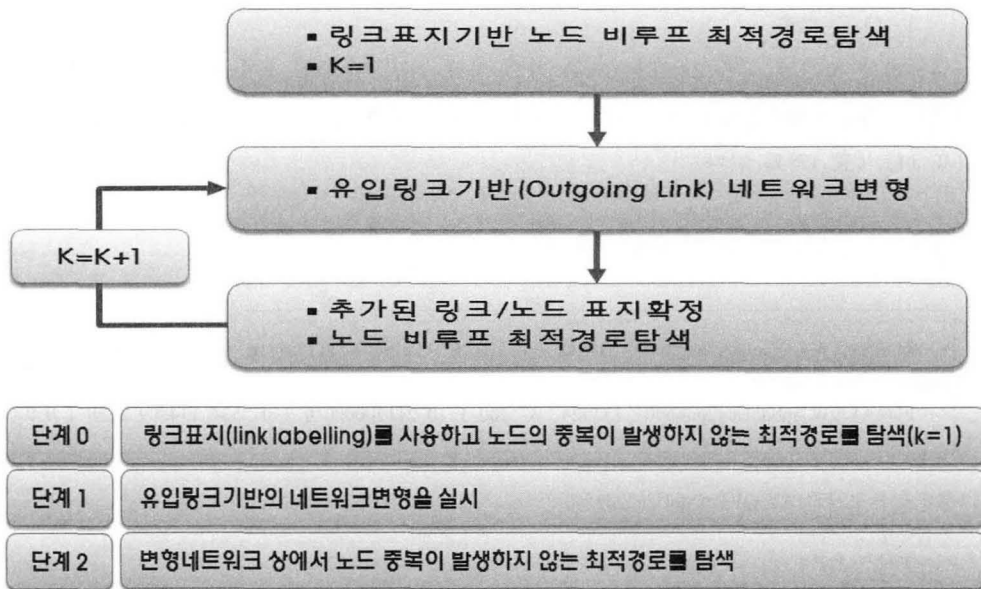 ▪ 링크표지기반 노드 비루프 최적경로탐색
▪ K=1
▪ 유입링크기반(Outgoing Link) 네트워크변형
K=K+1
▪ 추가된 링크/노드 표지확정
▪ 노드 비루프 최적경로탐색
단계 0 링크표지(link labelling)를 사용하고 노드의 중복이 발생하지 않는 최적경로를 탐색(k=1)
단계 1 유입링크기반의 네트워크변형을 실시
단계 2 변형네트워크 상에서 노드 중복이 발생하지 않는 최적경로를 탐색